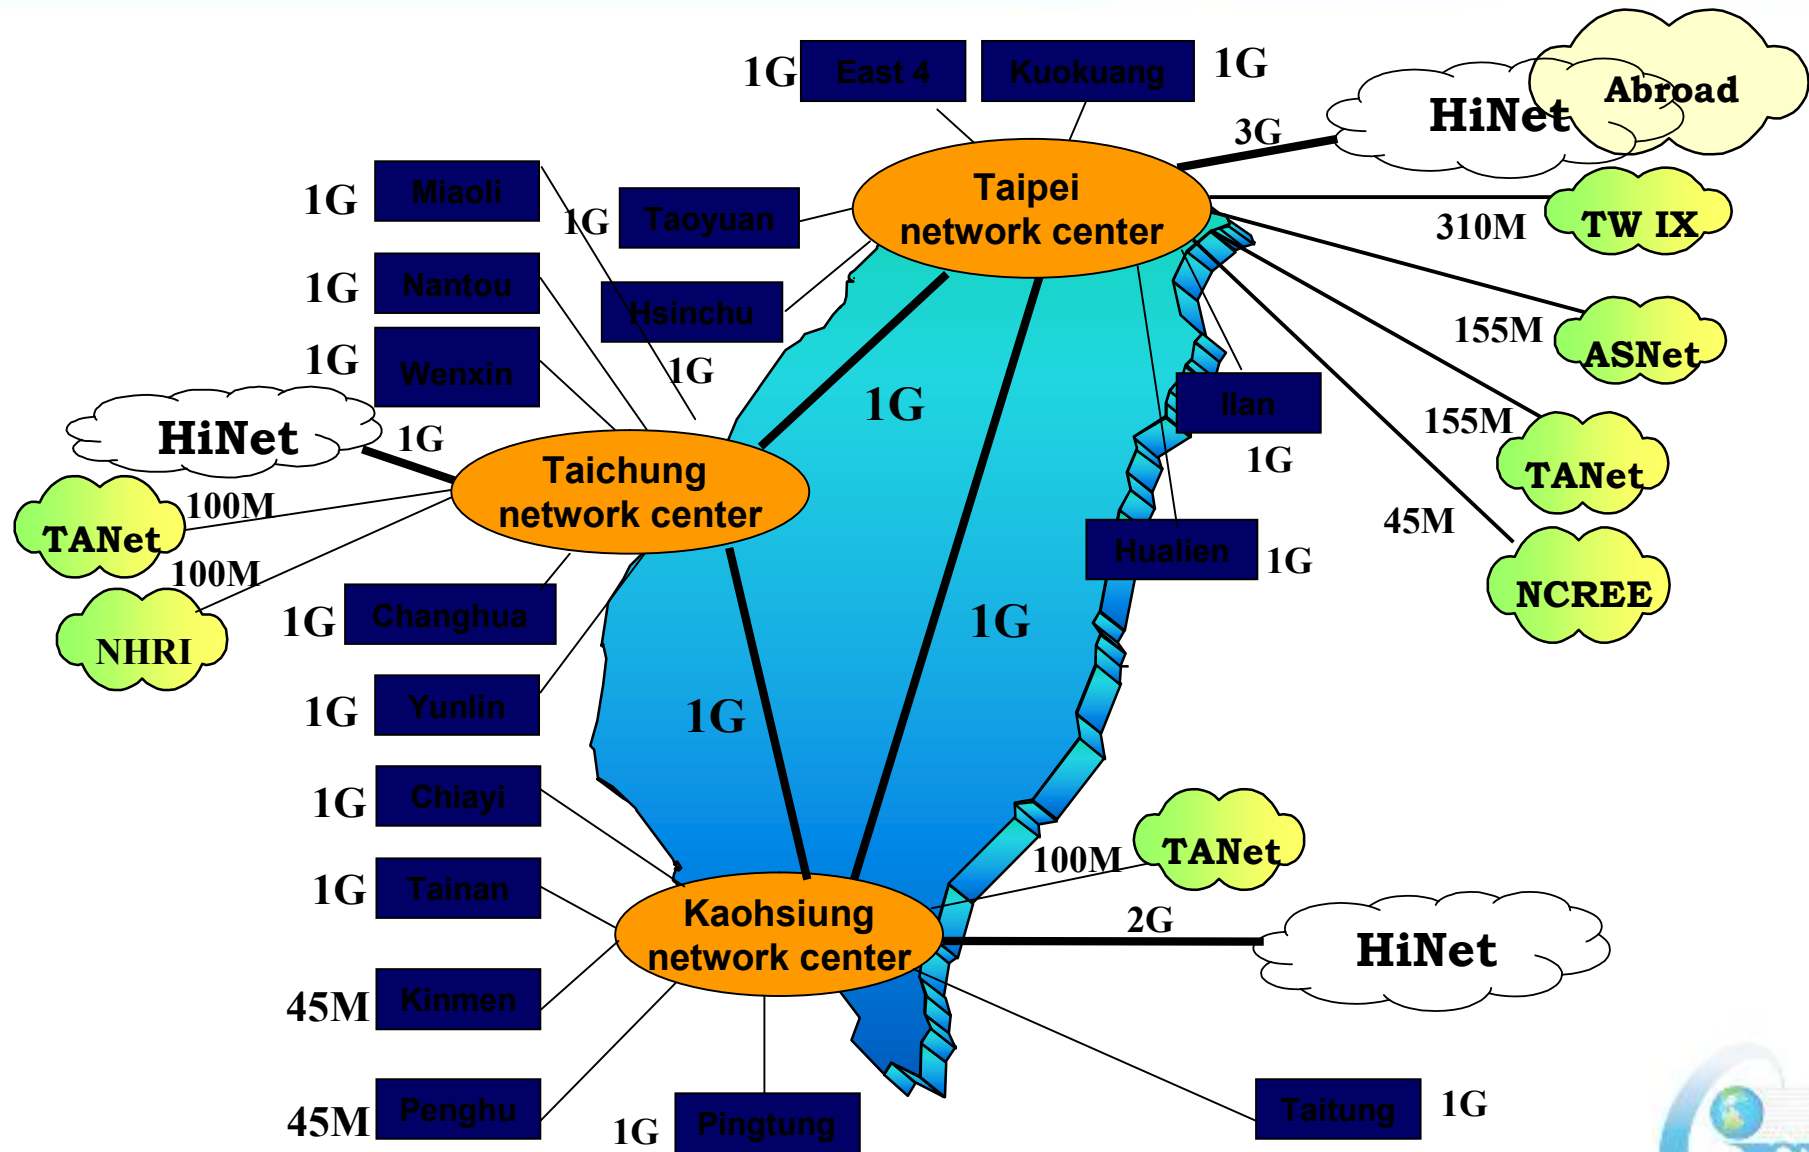 1G
East 4
Kuokuang
1G
3G
HiNet
Abroad
1G
Miaoli
1G
Taoyuan
Taipei
network center
310M
TW IX
1G
Nantou
Hsinchu
1G
155M
ASNet
1G
Wenxin
1G
Ilan
1G
155M
TANet
HiNet
1G
Taichung
network center
45M
NCREE
TANet
100M
Hualien
1G
100M
NHRI
1G
Changhua
1G
1G
Yunlin
1G
1G
Chiayi
1G
Tainan
100M
TANet
Kaohsiung
network center
2G
HiNet
45M
Kinmen
45M
Penghu
1G
Pingtung
Taitung
1G